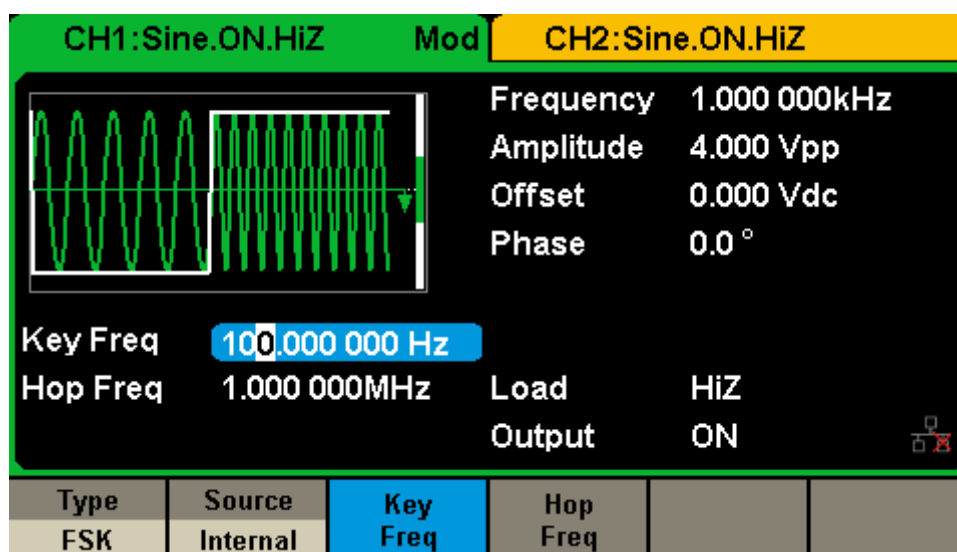 CH1:Sine.ON.HiZ Mod CH2:Sine.ON.HiZ
Frequency 1.000 000kHz
Amplitude 4.000 Vpp
Offset 0.000 Vdc
Phase 0.0 °
Key Freq 100.000 000 Hz
Hop Freq 1.000 000MHz Load HiZ
Output ON
Type Source Key Hop
FSK Internal Freq Freq